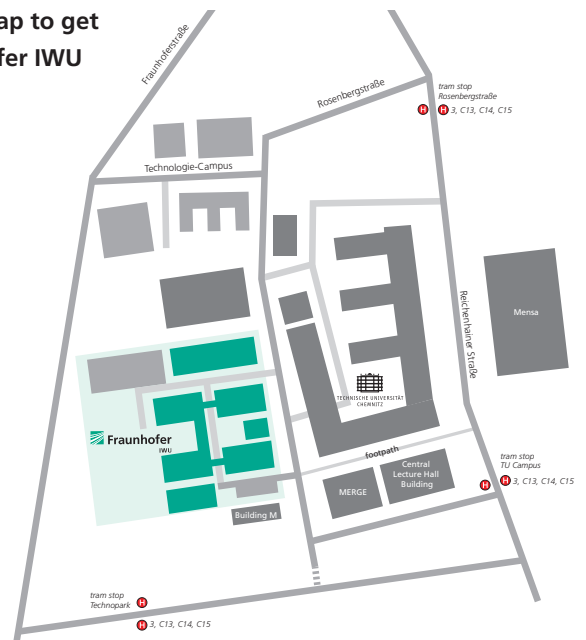 ap to get
fer IWU
Fraunhoferstraße
Rosenbergstraße
tram stop
Rosenbergstraße
H H 3, C13, C14, C15
Technologie-Campus
Reichenhainer Straße
Mensa
TECHNISCHE UNIVERSITÄT
CHEMNITZ
Fraunhofer
IWU
footpath
Central
Lecture Hall
Building
MERGE
tram stop
TU Campus
H H 3, C13, C14, C15
Building M
tram stop
Technopark
H
H 3, C13, C14, C15